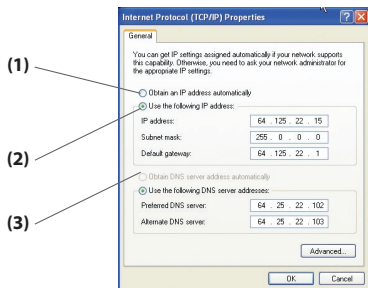 Internet Protocol (TCP/IP) Properties
General
You can get IP settings assigned automatically if your network supports
this capability. Otherwise, you need to ask your network administrator for
the appropriate IP settings.
(1)
Obtain an IP address automatically
Use the following IP address:
IP address: 64 . 125 . 22 . 15
(2)
Subnet mask: 255 . 0 . 0 . 0
Default gateway: 64 . 125 . 22 . 1
Obtain DNS server address automatically
(3)
Use the following DNS server addresses:
Preferred DNS server: 64 . 25 . 22 . 102
Alternate DNS server: 64 . 25 . 22 . 103
Advanced...
OK Cancel